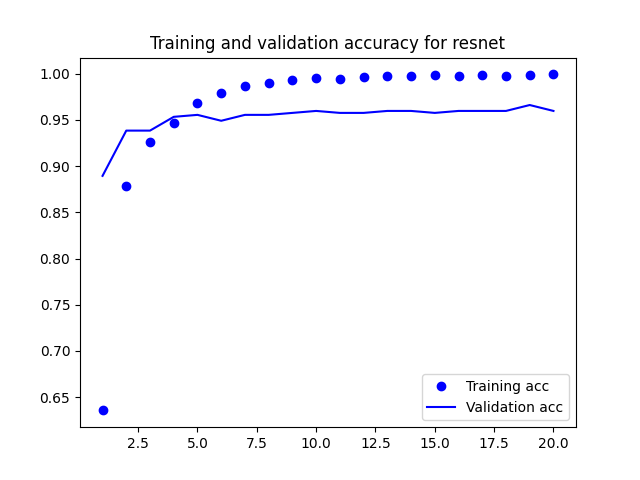 Training and validation accuracy for resnet
1.00
0.95
0.90
0.85
0.80
0.75
0.70
0.65
Training acc
Validation acc
2.5 5.0 7.5 10.0 12.5 15.0 17.5 20.0